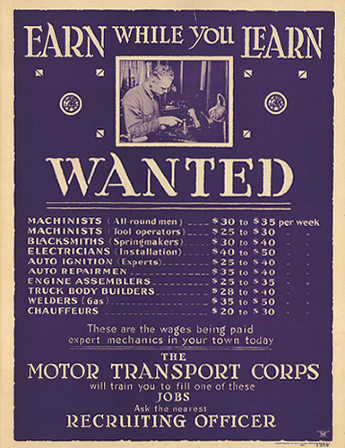 EARN WHILE YOU LEARN
WANTED
MACHINISTS (All-round men) $30 to $35 per week
MACHINISTS (Tool operators) $25 to $30 " "
BLACKSMITHS (Springmakers) $30 to $40 " "
ELECTRICIANS (Installation) $40 to $50 " "
AUTO IGNITION (Experts) $25 to $40 " "
AUTO REPAIRMEN $35 to $40 " "
ENGINE ASSEMBLERS $25 to $35 " "
TRUCK BODY BUILDERS $28 to $40 " "
WELDERS (Gas) $35 to $50 " "
CHAUFFEURS $20 to $30 " "
These are the wages being paid
expert mechanics in your town today
THE
MOTOR TRANSPORT CORPS
will train you to fill one of these
JOBS
Ask the nearest
RECRUITING OFFICER